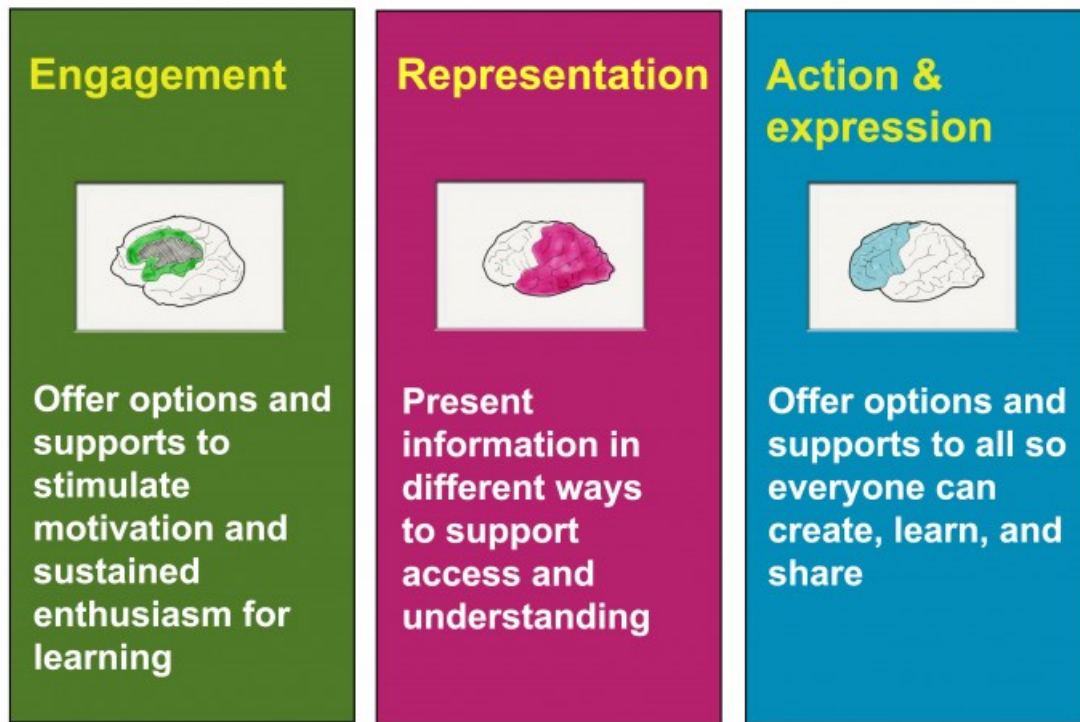 Engagement
Offer options and
supports to
stimulate
motivation and
sustained
enthusiasm for
learning
Representation
Present
information in
different ways
to support
access and
understanding
Action &
expression
Offer options and
supports to all so
everyone can
create, learn, and
share